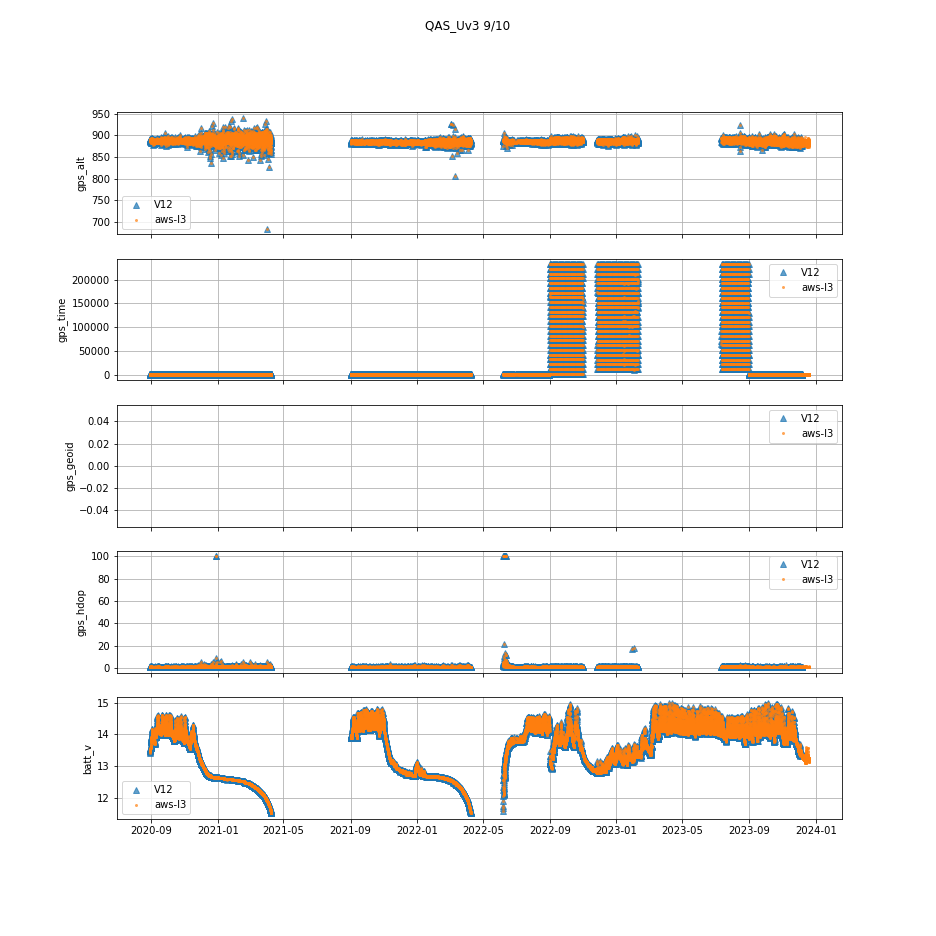 QAS_Uv3 9/10
950
900
850
800
750
700
gps_alt
V12
aws-l3
200000
150000
100000
50000
0
gps_time
V12
aws-l3
0.04
0.02
0.00
−0.02
−0.04
gps_geoid
V12
aws-l3
100
80
60
40
20
0
gps_hdop
V12
aws-l3
15
14
13
12
batt_v
V12
aws-l3
2020-09 2021-01 2021-05 2021-09 2022-01 2022-05 2022-09 2023-01 2023-05 2023-09 2024-01